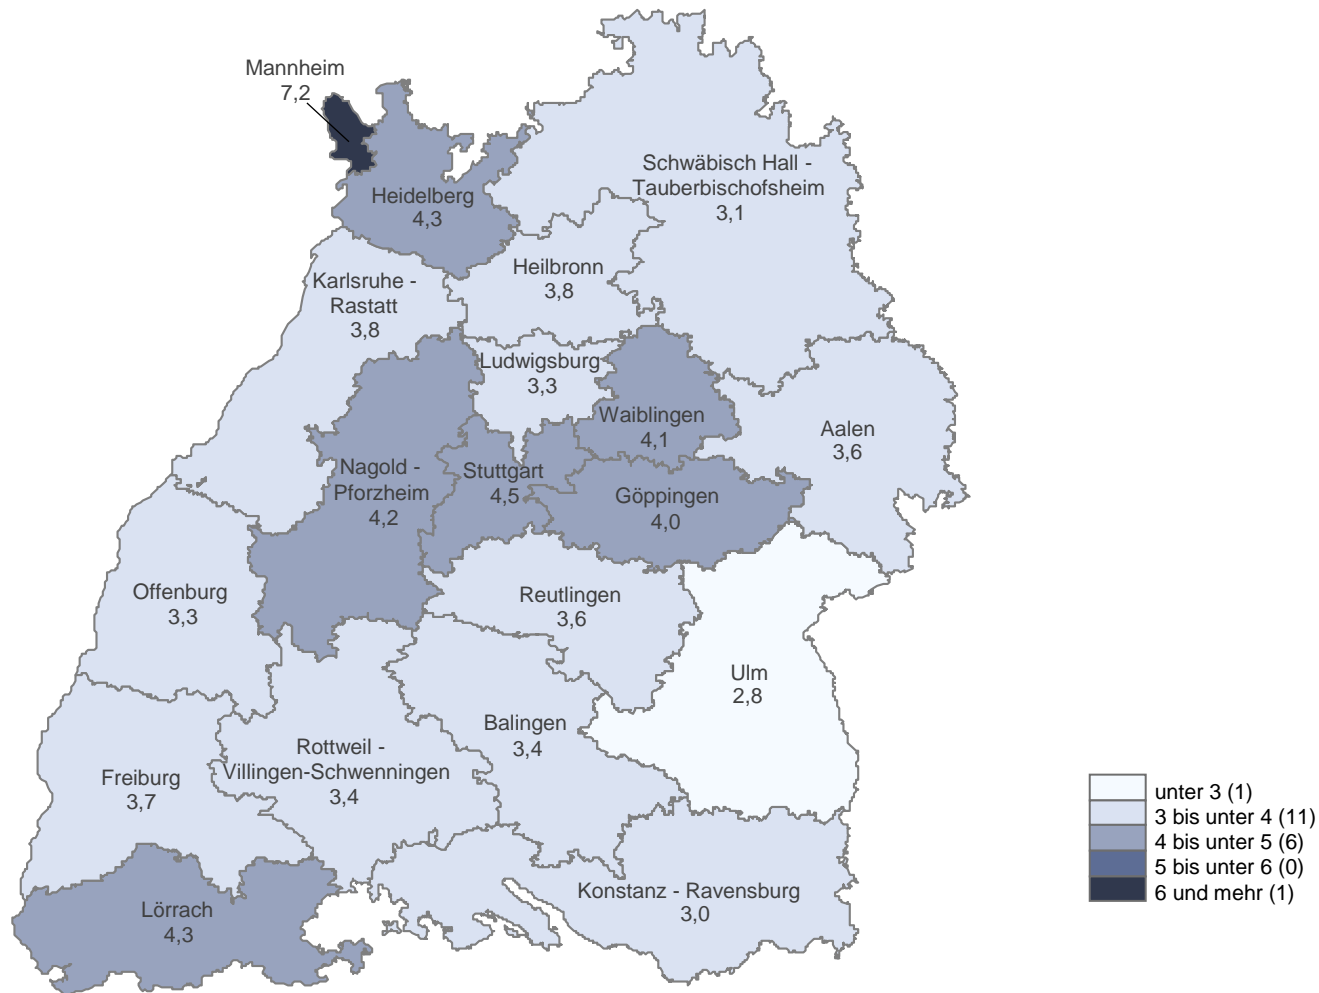 Mannheim
7,2
Schwäbisch Hall -
Tauberbischofsheim
3,1
Heidelberg
4,3
Heilbronn
3,8
Karlsruhe -
Rastatt
3,8
Ludwigsburg
3,3
Waiblingen
4,1
Aalen
3,6
Nagold -
Pforzheim
4,2
Stuttgart
4,5
Göppingen
4,0
Offenburg
3,3
Reutlingen
3,6
Ulm
2,8
Balingen
3,4
Rottweil -
Villingen-Schwenningen
3,4
Freiburg
3,7
Konstanz - Ravensburg
3,0
Lörrach
4,3
unter 3 (1)
3 bis unter 4 (11)
4 bis unter 5 (6)
5 bis unter 6 (0)
6 und mehr (1)